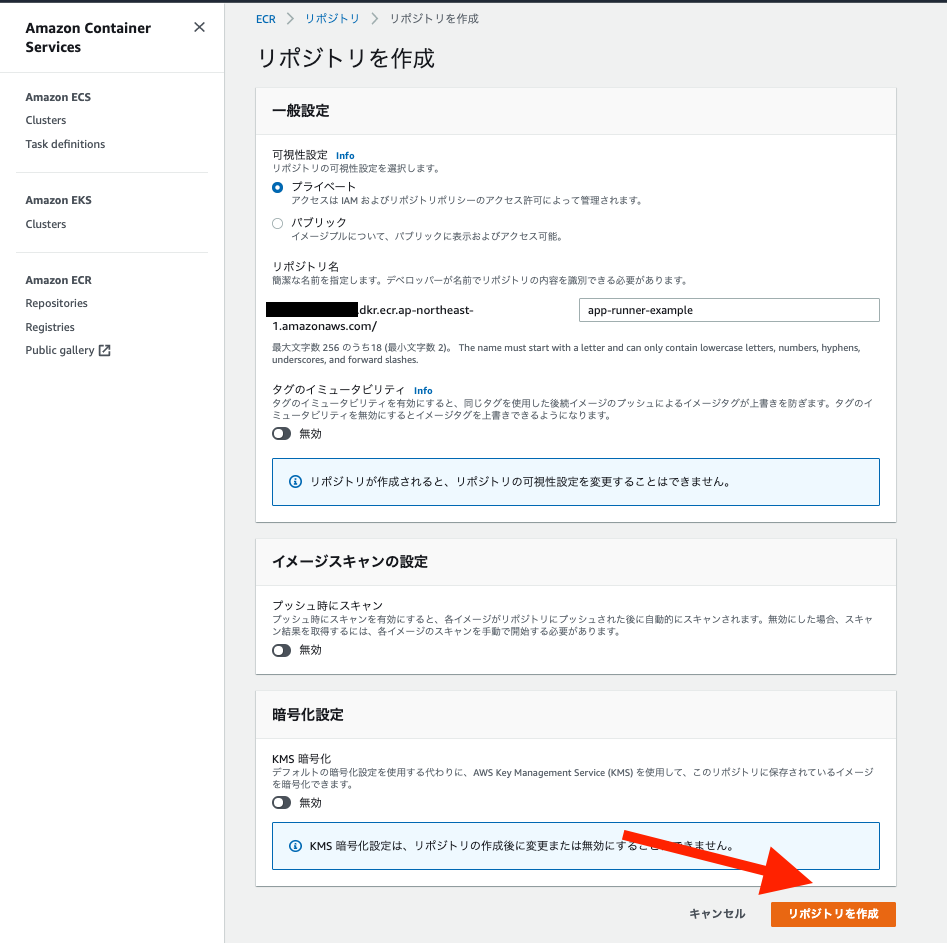 Amazon Container
Services
Amazon ECS
Clusters
Task definitions
Amazon EKS
Clusters
Amazon ECR
Repositories
Registries
Public gallery
ECR
リポジトリ
リポジトリを作成
リポジトリを作成
一般設定
可視性設定 Info
リポジトリの可視性設定を選択します。
プライベート
アクセスは IAM およびリポジトリポリシーのアクセス許可によって管理されます。
パブリック
イメージプルについて、パブリックに表示およびアクセス可能。
リポジトリ名
簡潔な名前を指定します。デベロッパーが名前でリポジトリの内容を識別できる必要があります。
.dkr.ecr.ap-northeast-
1.amazonaws.com/
app-runner-example
最大文字数 256 のうち18 (最小文字数 2)。 The name must start with a letter and can only contain lowercase letters, numbers, hyphens,
underscores, and forward slashes.
タグのイミュータビリティ Info
タグのイミュータビリティを有効にすると、同じタグを使用した後続イメージのプッシュによるイメージタグが上書きを防ぎます。タグのイ
ミュータビリティを無効にするとイメージタグを上書きできるようになります。
無効
リポジトリが作成されると、リポジトリの可視性設定を変更することはできません。
イメージスキャンの設定
プッシュ時にスキャン
プッシュ時にスキャンを有効にすると、各イメージがリポジトリにプッシュされた後に自動的にスキャンされます。無効にした場合、スキャ
ン結果を取得するには、各イメージのスキャンを手動で開始する必要があります。
無効
暗号化設定
KMS 暗号化
デフォルトの暗号化設定を使用する代わりに、AWS Key Management Service (KMS) を使用して、このリポジトリに保存されているイメージ
を暗号化できます。
無効
KMS 暗号化設定は、リポジトリの作成後に変更または無効にすることはできません。
キャンセル
リポジトリを作成